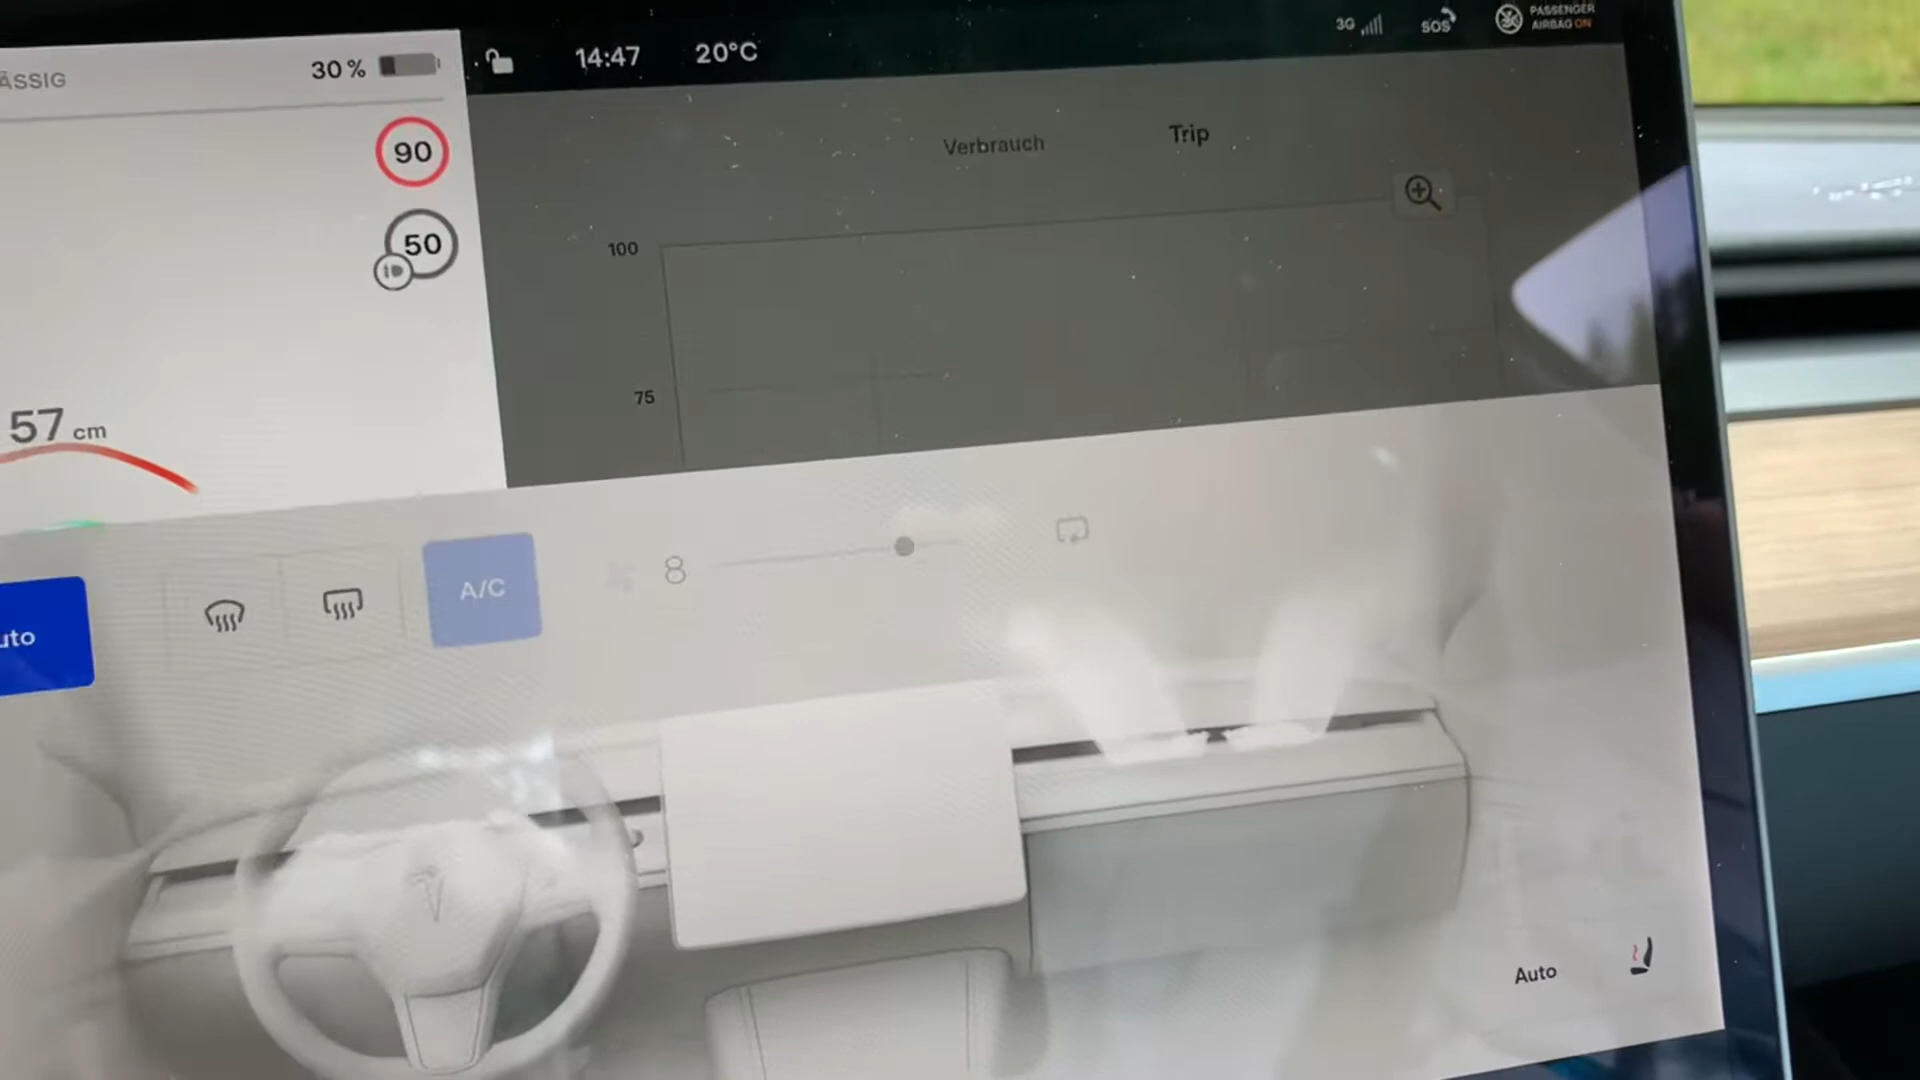 ÄSSIG
30 %
14:47
20°C
3G
SOS
PASSENGER
AIRBAG ON
90
50
57 cm
Verbrauch
Trip
100
75
uto
A/C
8
Auto